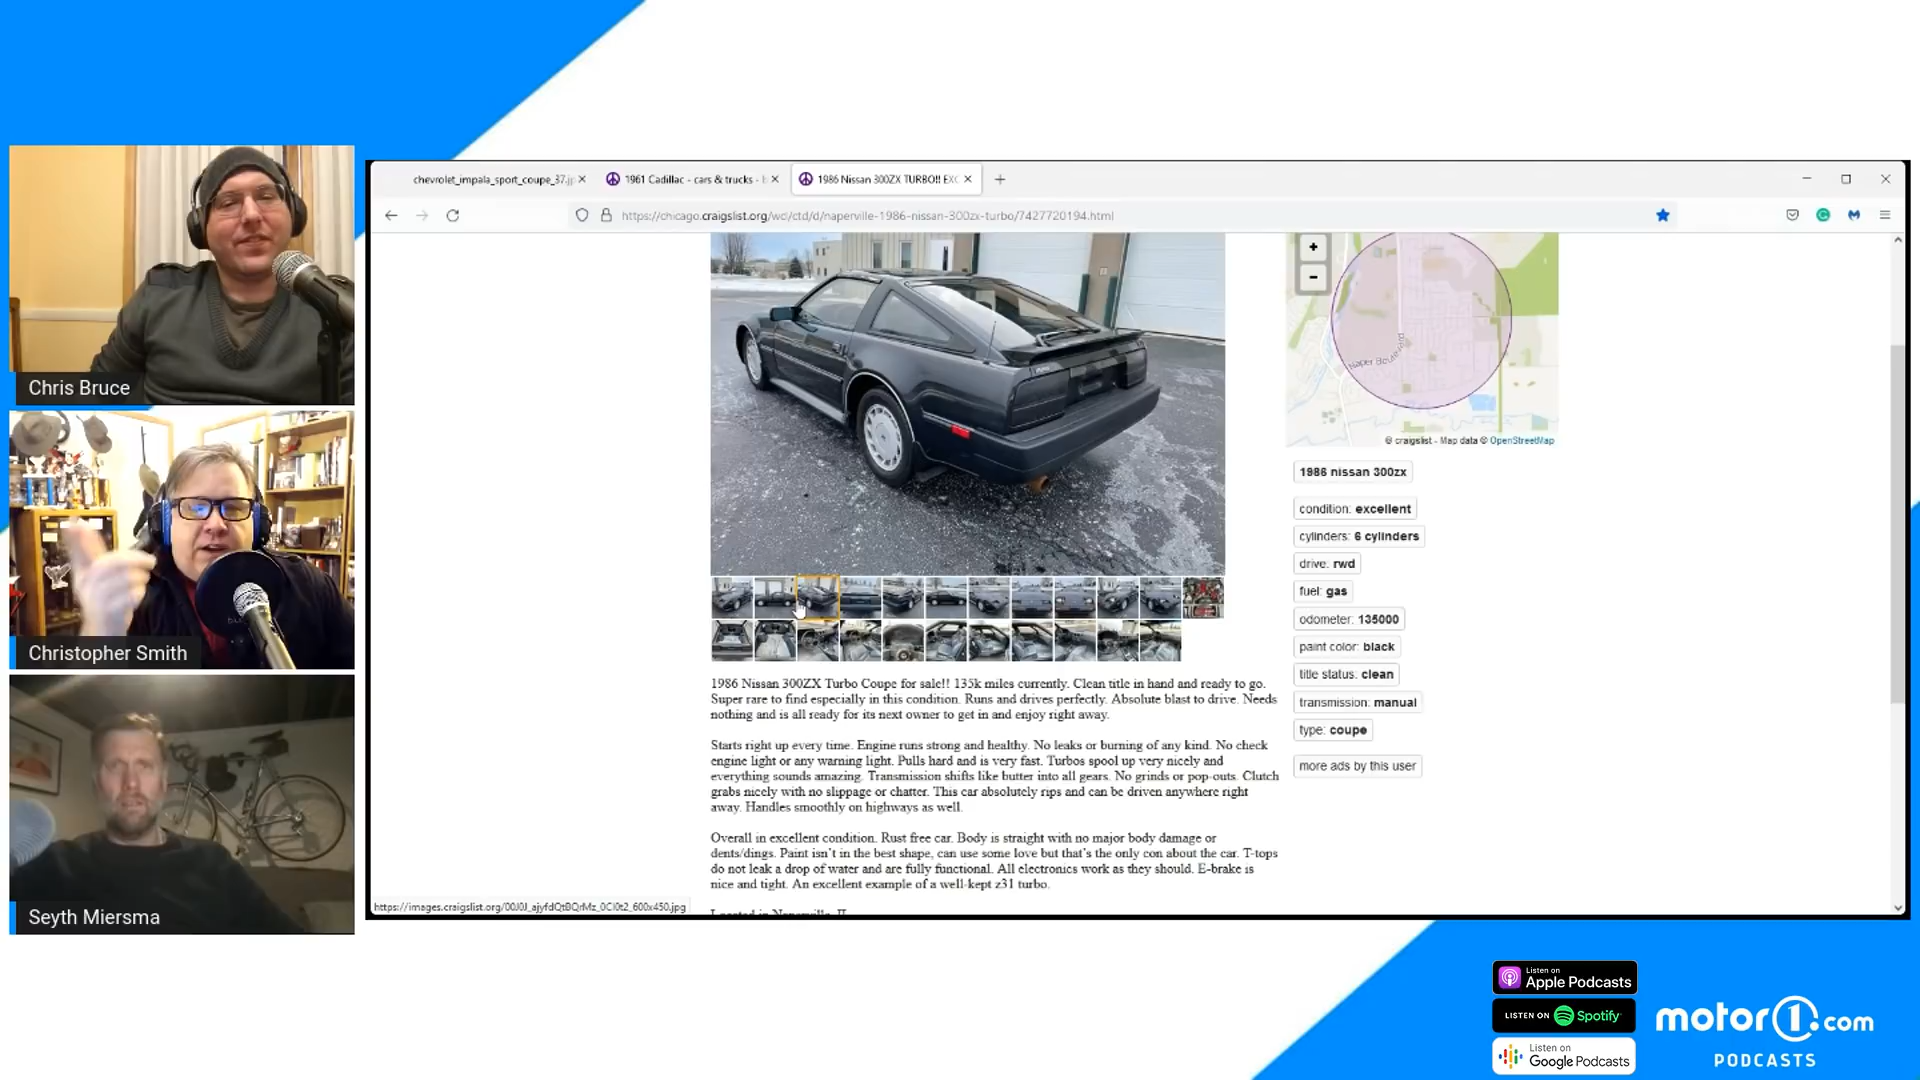 Chris Bruce
Christopher Smith
Seyth Miersma
chevrolet_impala_sport_coupe_37.jp
1961 Cadillac - cars & trucks - b
1986 Nissan 300ZX TURBO!! EXC
https://chicago.craigslist.org/wcl/ctd/d/naperville-1986-nissan-300zx-turbo/7427720194.html
+
-
Naper Boulevard
© craigslist - Map data © OpenStreetMap
1986 nissan 300zx
condition: excellent
cylinders: 6 cylinders
drive: rwd
fuel: gas
odometer: 135000
paint color: black
title status: clean
transmission: manual
type: coupe
more ads by this user
1986 Nissan 300ZX Turbo Coupe for sale!! 135k miles currently. Clean title in hand and ready to go.
Super rare to find especially in this condition. Runs and drives perfectly. Absolute blast to drive. Needs
nothing and is all ready for its next owner to get in and enjoy right away.
Starts right up every time. Engine runs strong and healthy. No leaks or burning of any kind. No check
engine light or any warning light. Pulls hard and is very fast. Turbos spool up very nicely and
everything sounds amazing. Transmission shifts like butter into all gears. No grinds or pop-outs. Clutch
grabs nicely with no slippage or chatter. This car absolutely rips and can be driven anywhere right
away. Handles smoothly on highways as well.
Overall in excellent condition. Rust free car. Body is straight with no major body damage or
dents/dings. Paint isn't in the best shape, can use some love but that's the only con about the car. T-tops
do not leak a drop of water and are fully functional. All electronics work as they should. E-brake is
nice and tight. An excellent example of a well-kept z31 turbo.
Located in Naperville, IL
https://images.craigslist.org/00J0J_ajyfdQtBQrMz_0CI0t2_600x450.jpg
Listen on
Apple Podcasts
LISTEN ON Spotify
Listen on
Google Podcasts
motor1.com
PODCASTS